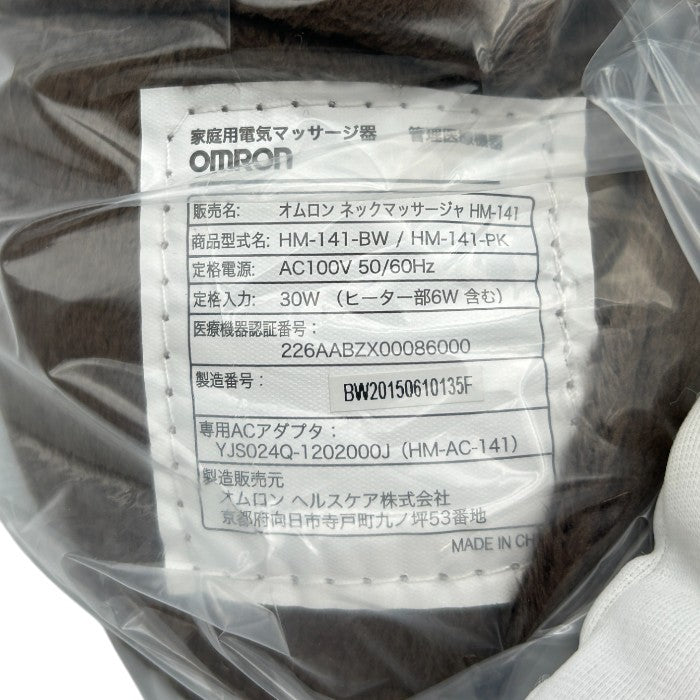 家庭用電気マッサージ器 管理医療機器
OMRON
販売名: オムロン ネックマッサージャ HM-141
商品型式名: HM-141-BW / HM-141-PK
定格電源: AC100V 50/60Hz
定格入力: 30W (ヒーター部6W 含む)
医療機器認証番号:
226AABZX00086000
製造番号: BW20150610135F
専用ACアダプタ:
YJS024Q-1202000J (HM-AC-141)
製造販売元
オムロン ヘルスケア株式会社
京都府向日市寺戸町九ノ坪53番地
MADE IN CH